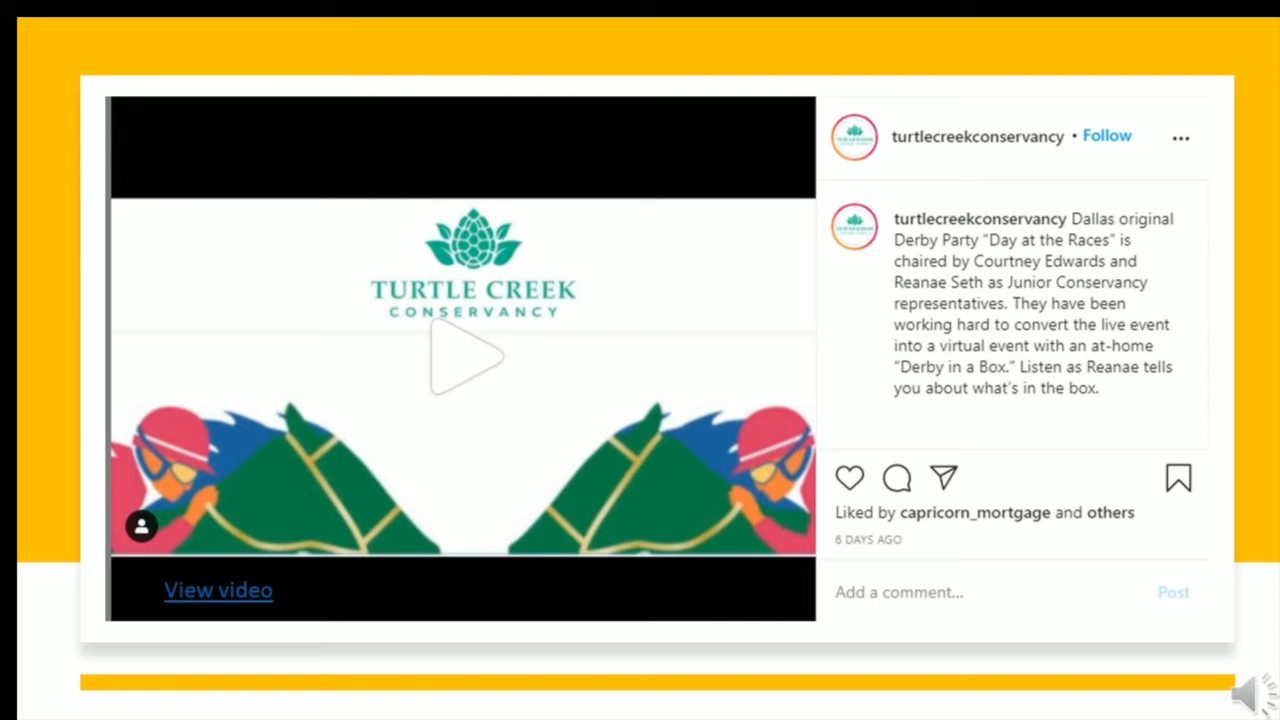 TURTLE CREEK
CONSERVANCY
View video
turtlecreekconservancy • Follow
turtlecreekconservancy Dallas original
Derby Party “Day at the Races” is
chaired by Courtney Edwards and
Reanae Seth as Junior Conservancy
representatives. They have been
working hard to convert the live event
into a virtual event with an at-home
“Derby in a Box.” Listen as Reanae tells
you about what’s in the box.
Liked by capricorn_mortgage and others
6 DAYS AGO
Add a comment...
Post